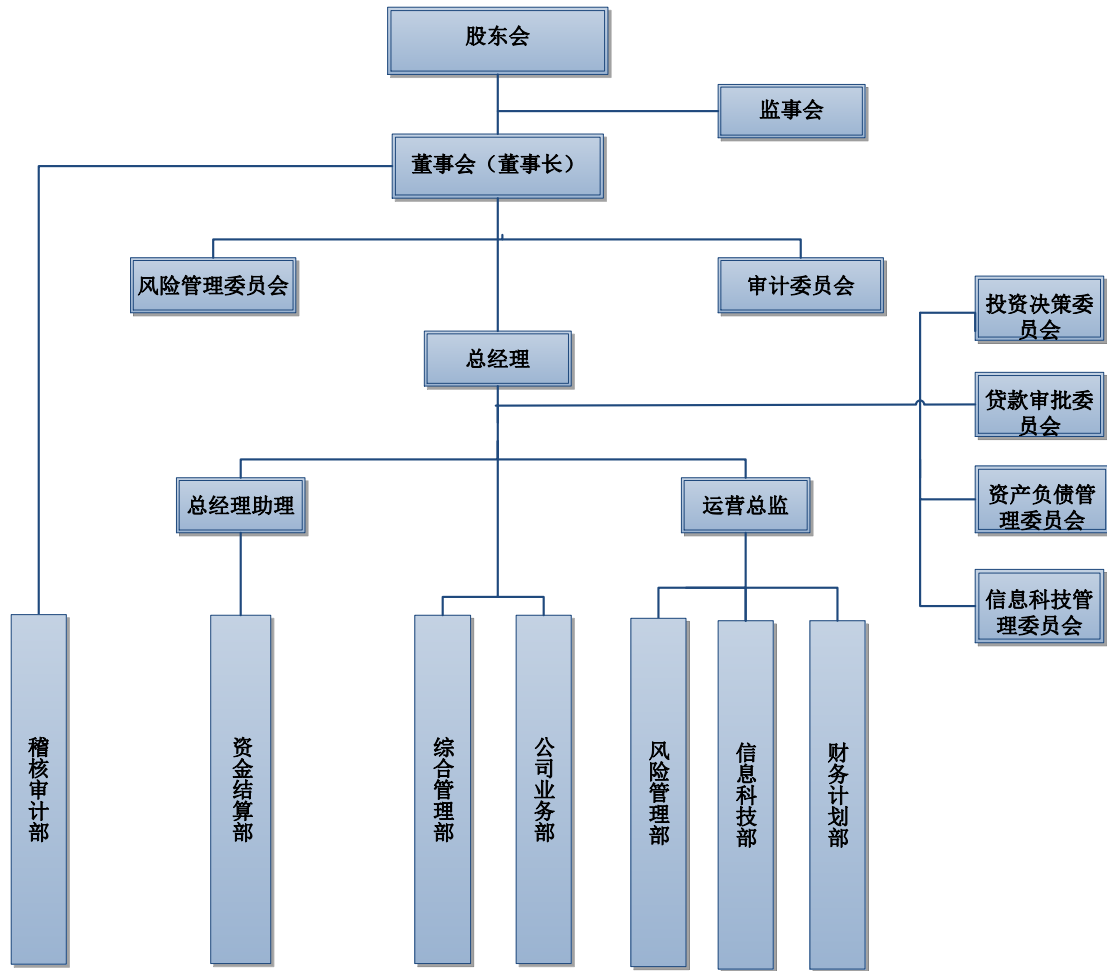 股东会
监事会
董事会（董事长）
风险管理委员会
审计委员会
投资决策委
员会
总经理
贷款审批委
员会
资产负债管
理委员会
总经理助理
运营总监
信息科技管
理委员会
稽核审计部
资金结算部
综合管理部
公司业务部
风险管理部
信息科技部
财务计划部